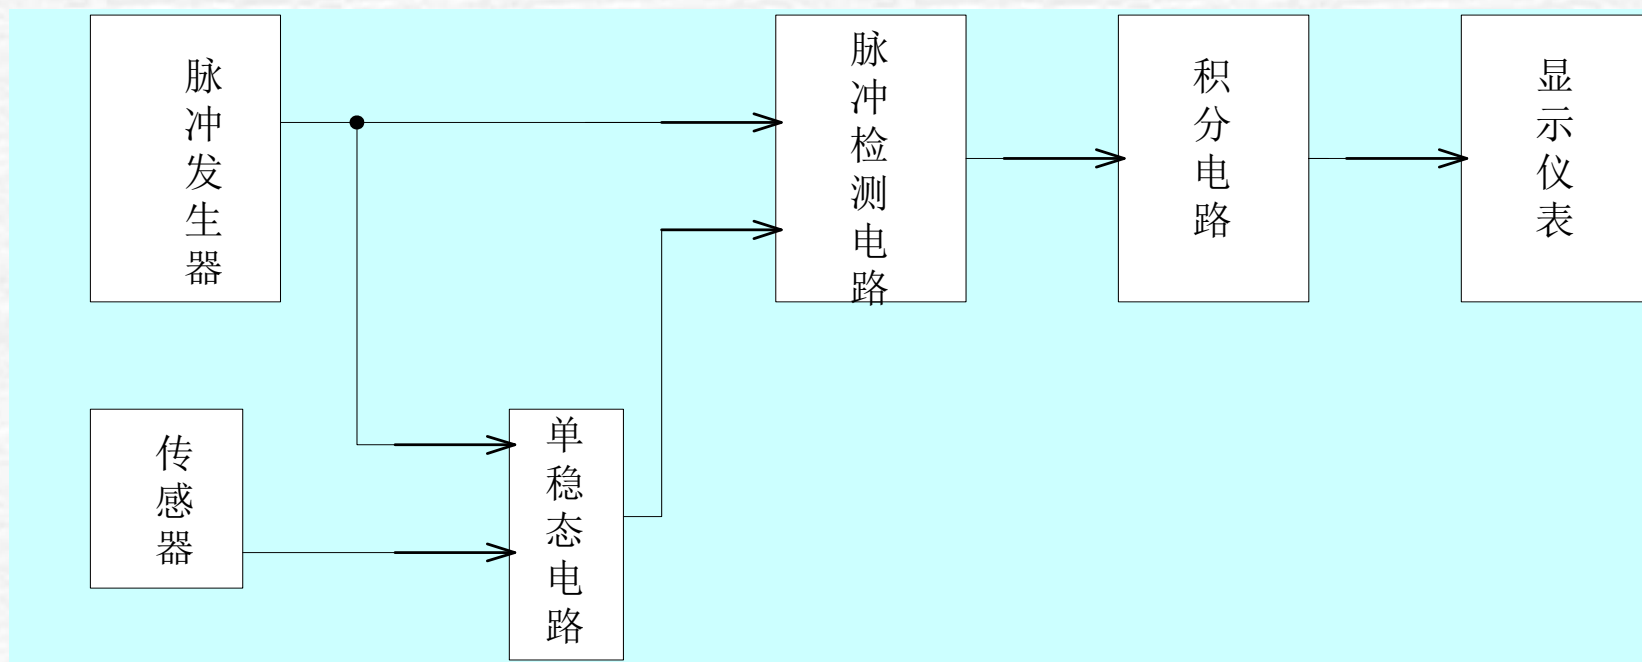 脉冲发生器
脉冲检测电路
积分电路
显示仪表
传感器
单稳态电路